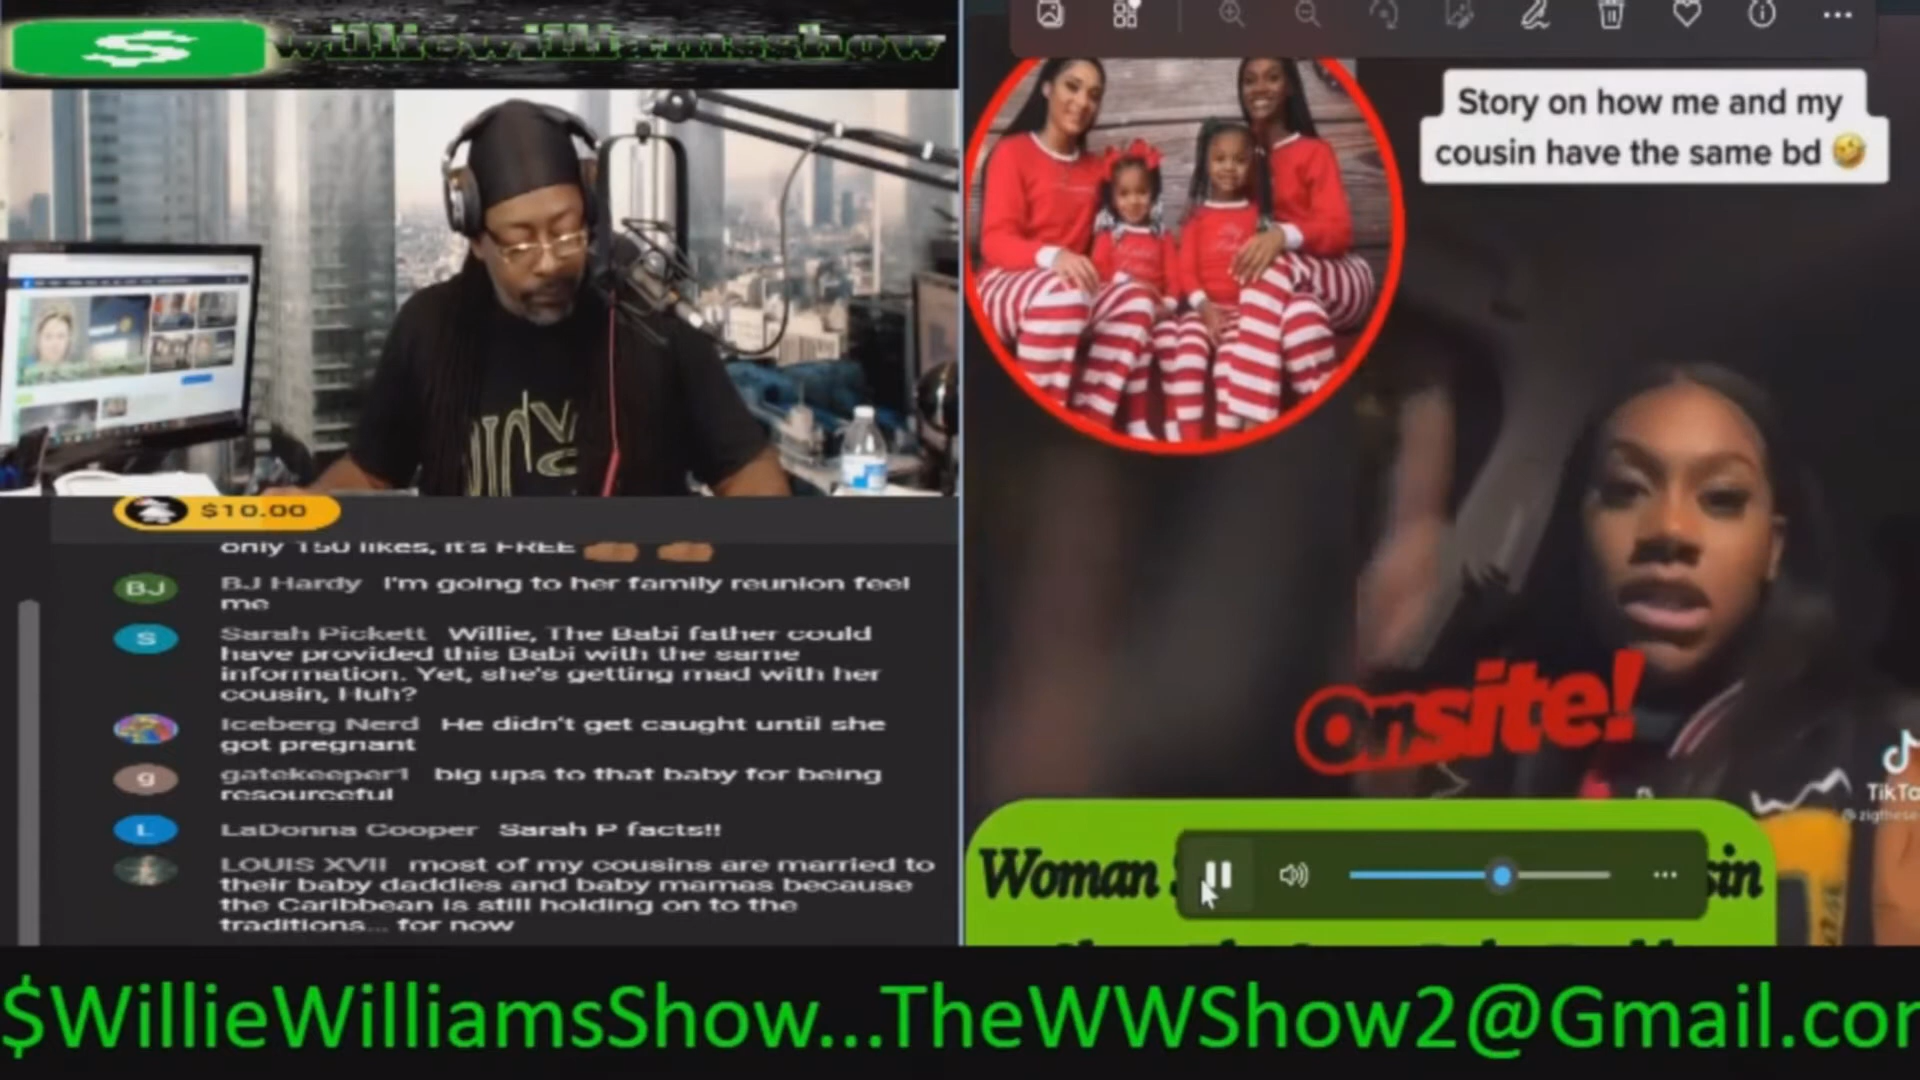 williewilliamsshow
Story on how me and my
cousin have the same bd 🤣
$10.00
only 150 likes, it's FREE
BJ
BJ Hardy I'm going to her family reunion feel
me
S
Sarah Pickett Willie, The Babi father could
have provided this Babi with the same
information. Yet, she's getting mad with her
cousin, Huh?
Iceberg Nerd He didn't get caught until she
got pregnant
g
gatekeeper1 big ups to that baby for being
resourceful
L
LaDonna Cooper Sarah P facts!!
LOUIS XVII most of my cousins are married to
their baby daddies and baby mamas because
the Caribbean is still holding on to the
traditions... for now
Onsite!
TikTo
Woman
$WillieWilliamsShow...TheWWShow2@Gmail.com